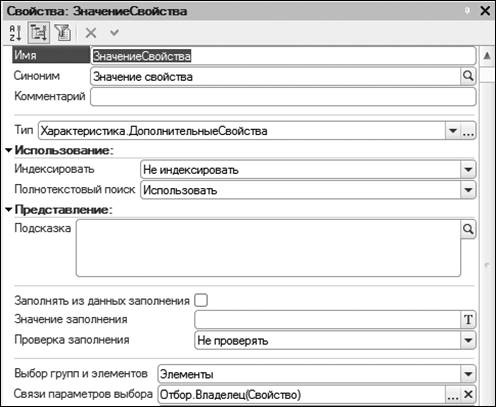 Свойства: ЗначениеСвойства
Имя ЗначениеСвойства
Синоним Значение свойства
Комментарий
Тип Характеристика.ДополнительныеСвойства
Использование:
Индексировать Не индексировать
Полнотекстовый поиск Использовать
Представление:
Подсказка
Заполнять из данных заполнения
Значение заполнения T
Проверка заполнения Не проверять
Выбор групп и элементов Элементы
Связи параметров выбора Отбор.Владелец(Свойство)